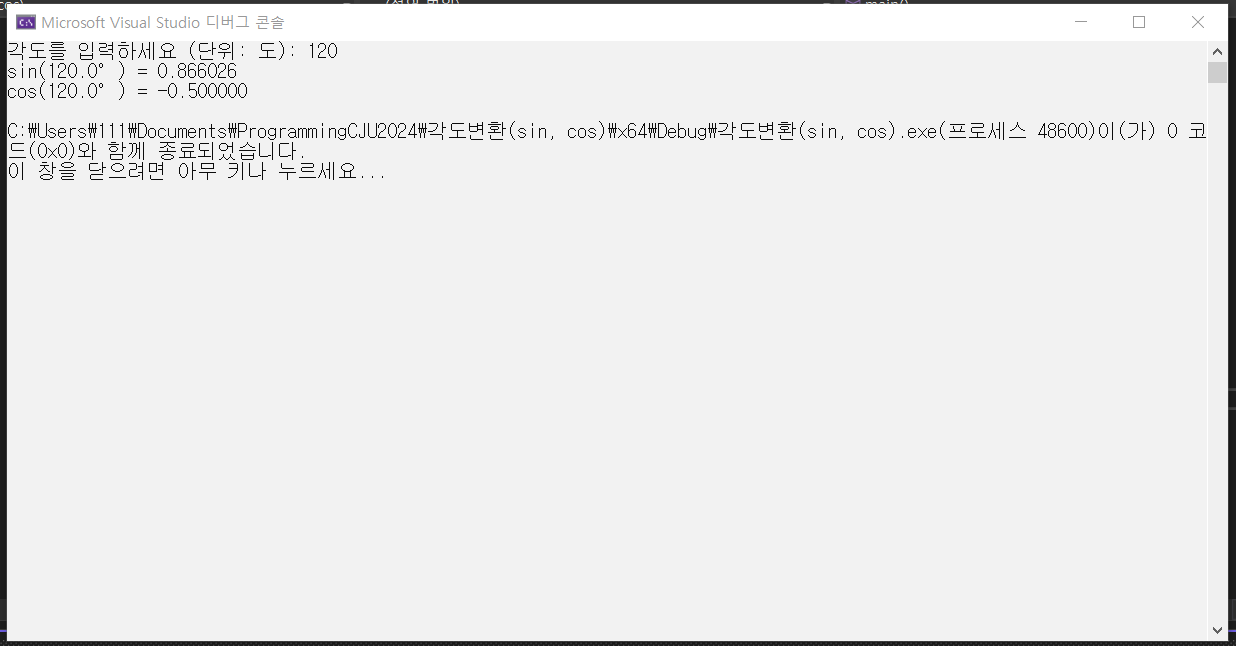 Microsoft Visual Studio 디버그 콘솔
각도를 입력하세요 (단위: 도): 120
sin(120.0° ) = 0.866026
cos(120.0° ) = -0.500000
C:\Users\111\Documents\ProgrammingCJU2024\각도변환(sin, cos)\x64\Debug\각도변환(sin, cos).exe(프로세스 48600)이(가) 0 코
드(0x0)와 함께 종료되었습니다.
이 창을 닫으려면 아무 키나 누르세요...